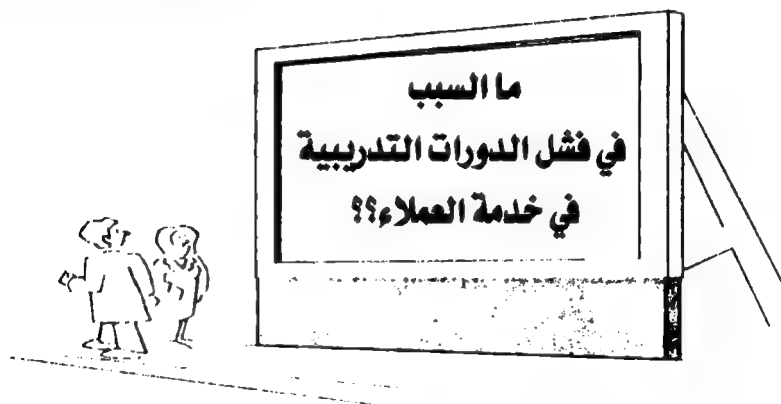 ما السبب
في فشل الدورات التدريبية
في خدمة العملاء؟؟